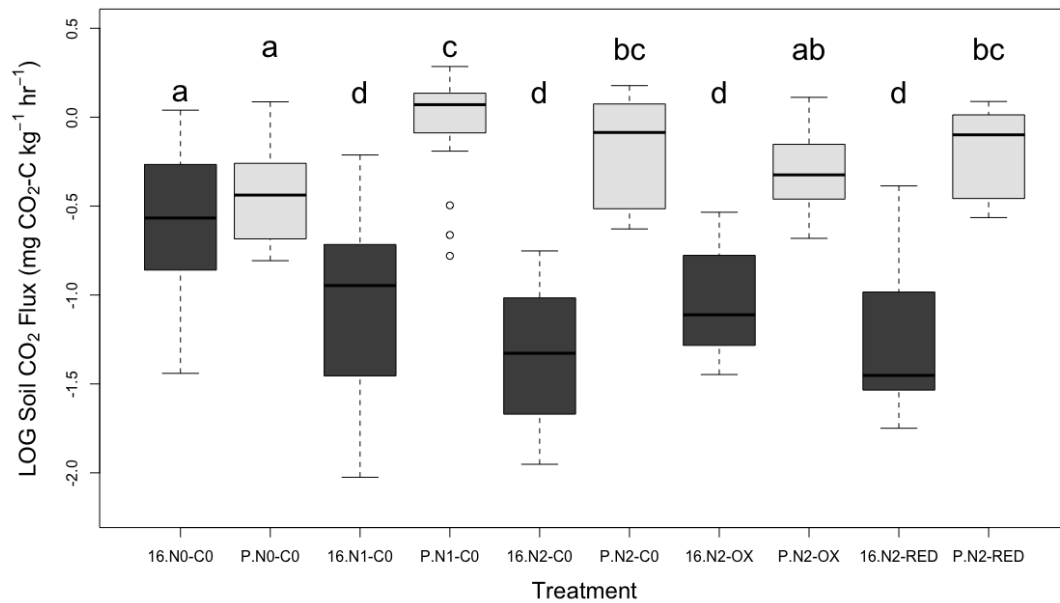 LOG Soil CO₂ Flux (mg CO₂-C kg⁻¹ hr⁻¹)
0.5
0.0
-0.5
-1.0
-1.5
-2.0
a
a
d
c
d
bc
d
ab
d
bc
16.N0-C0 P.N0-C0 16.N1-C0 P.N1-C0 16.N2-C0 P.N2-C0 16.N2-OX P.N2-OX 16.N2-RED P.N2-RED
Treatment